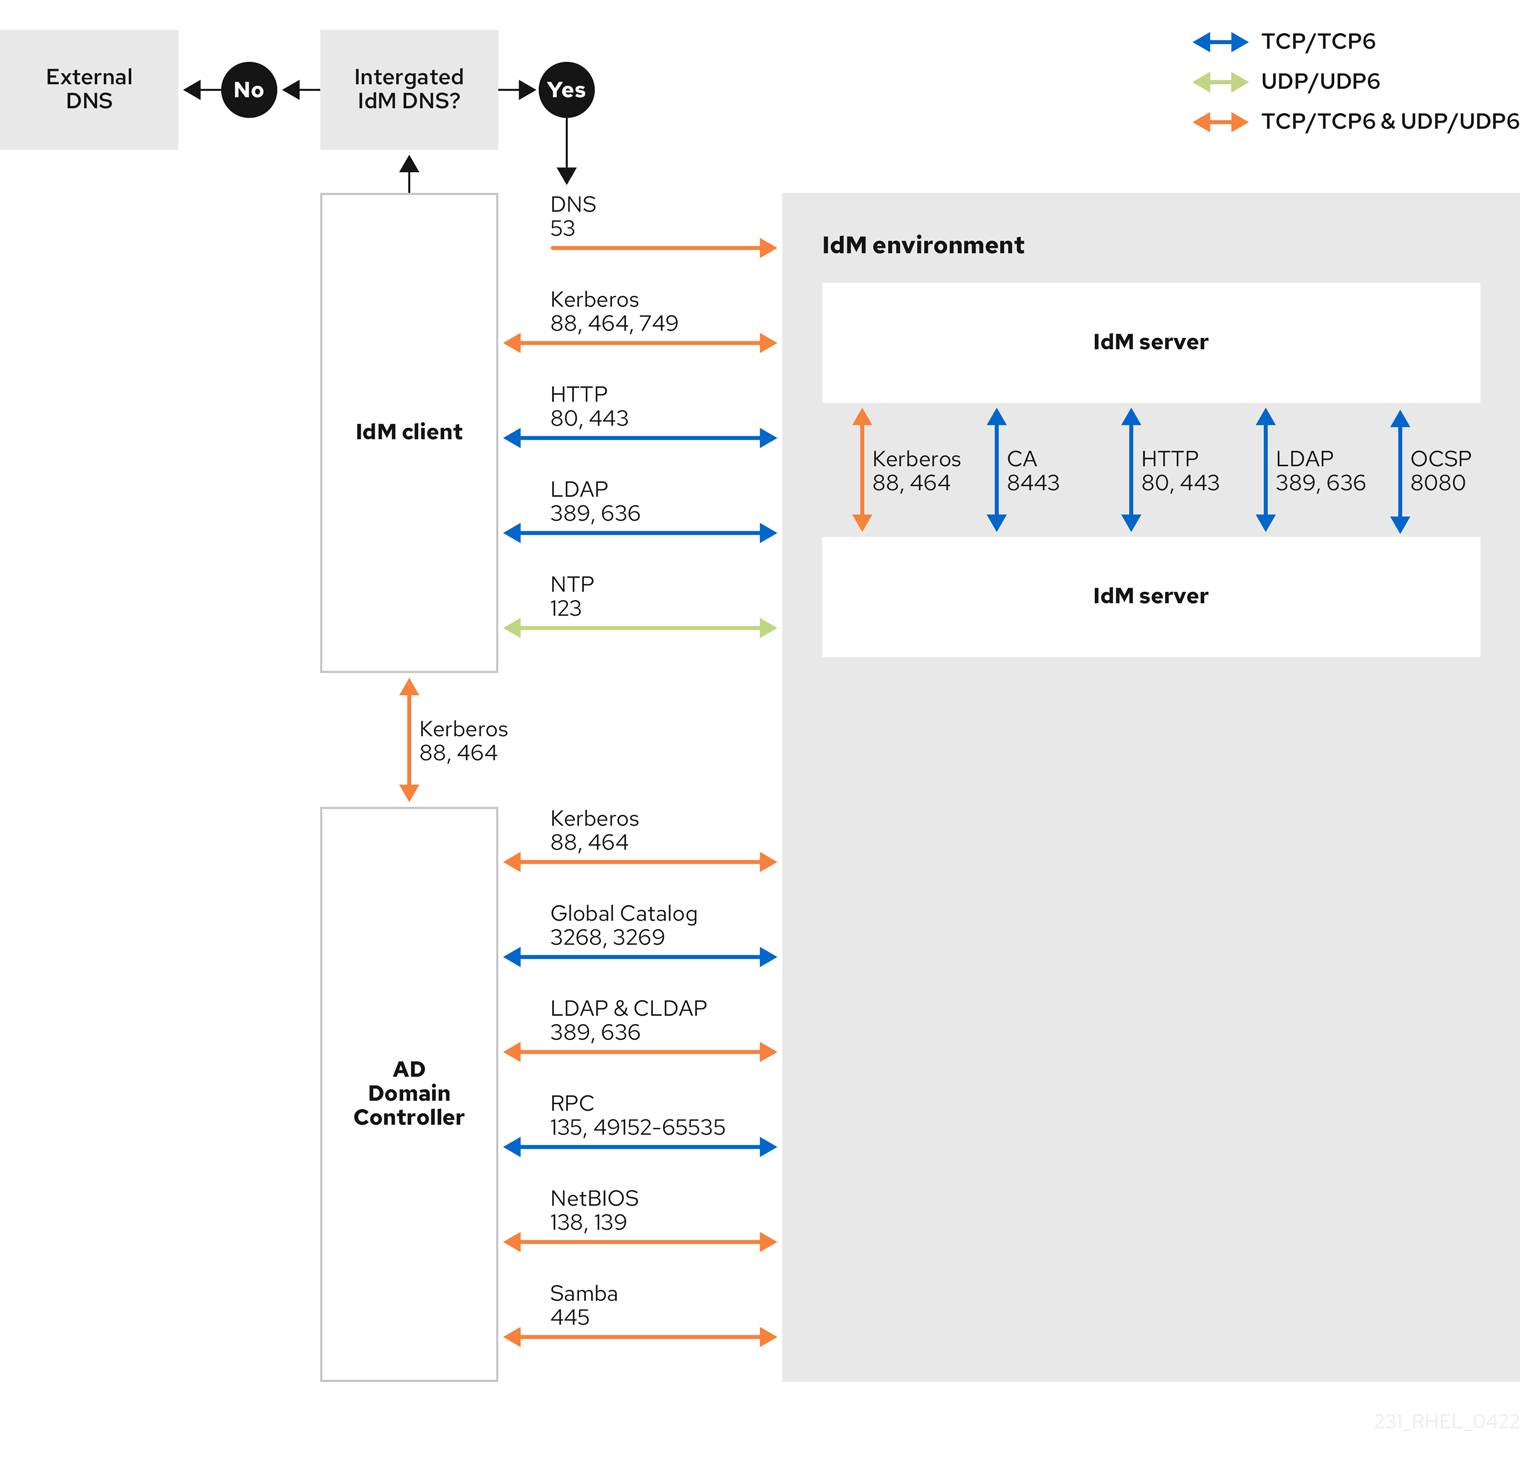 External
DNS
No
Intergated
IdM DNS?
Yes
TCP/TCP6
UDP/UDP6
TCP/TCP6 & UDP/UDP6
DNS
53
Kerberos
88, 464, 749
HTTP
80, 443
LDAP
389, 636
NTP
123
IdM client
IdM environment
IdM server
Kerberos
88, 464
CA
8443
HTTP
80, 443
LDAP
389, 636
OCSP
8080
IdM server
Kerberos
88, 464
AD
Domain
Controller
Kerberos
88, 464
Global Catalog
3268, 3269
LDAP & CLDAP
389, 636
RPC
135, 49152-65535
NetBIOS
138, 139
Samba
445
231_RHEL_0422